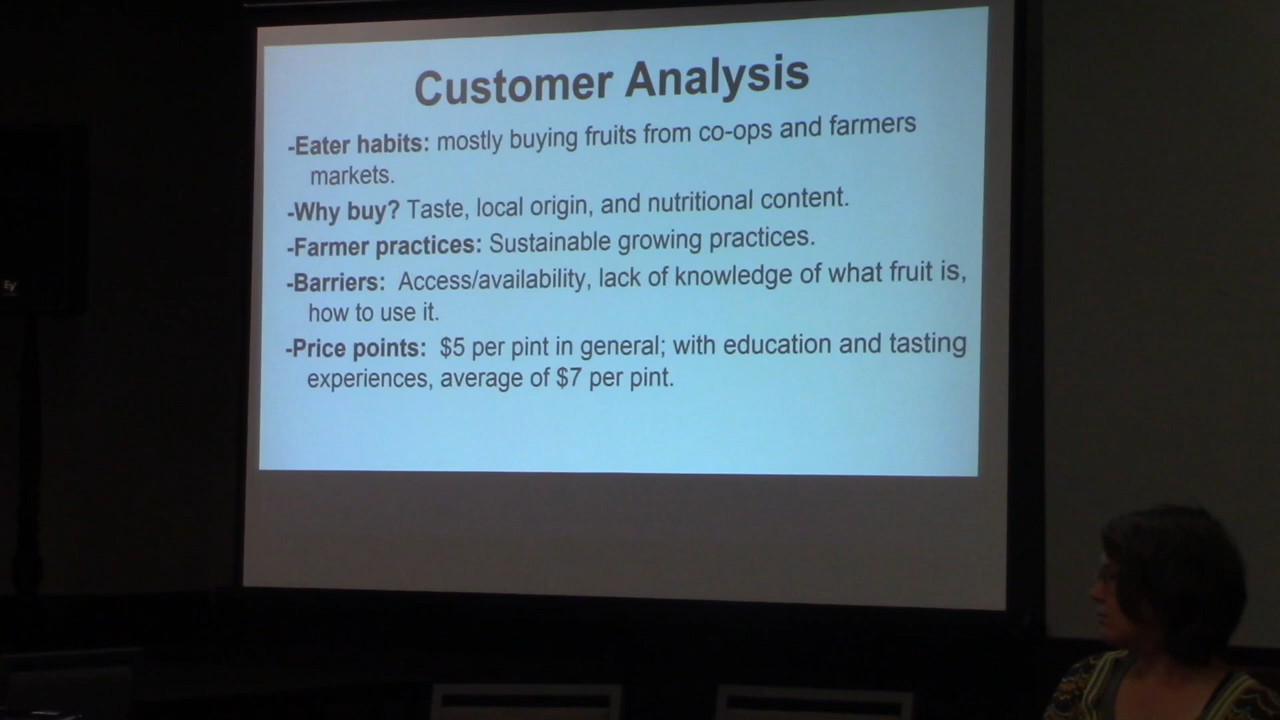 Customer Analysis
-Eater habits: mostly buying fruits from co-ops and farmers
markets.
-Why buy? Taste, local origin, and nutritional content.
-Farmer practices: Sustainable growing practices.
-Barriers: Access/availability, lack of knowledge of what fruit is,
how to use it.
-Price points: $5 per pint in general; with education and tasting
experiences, average of $7 per pint.
EV